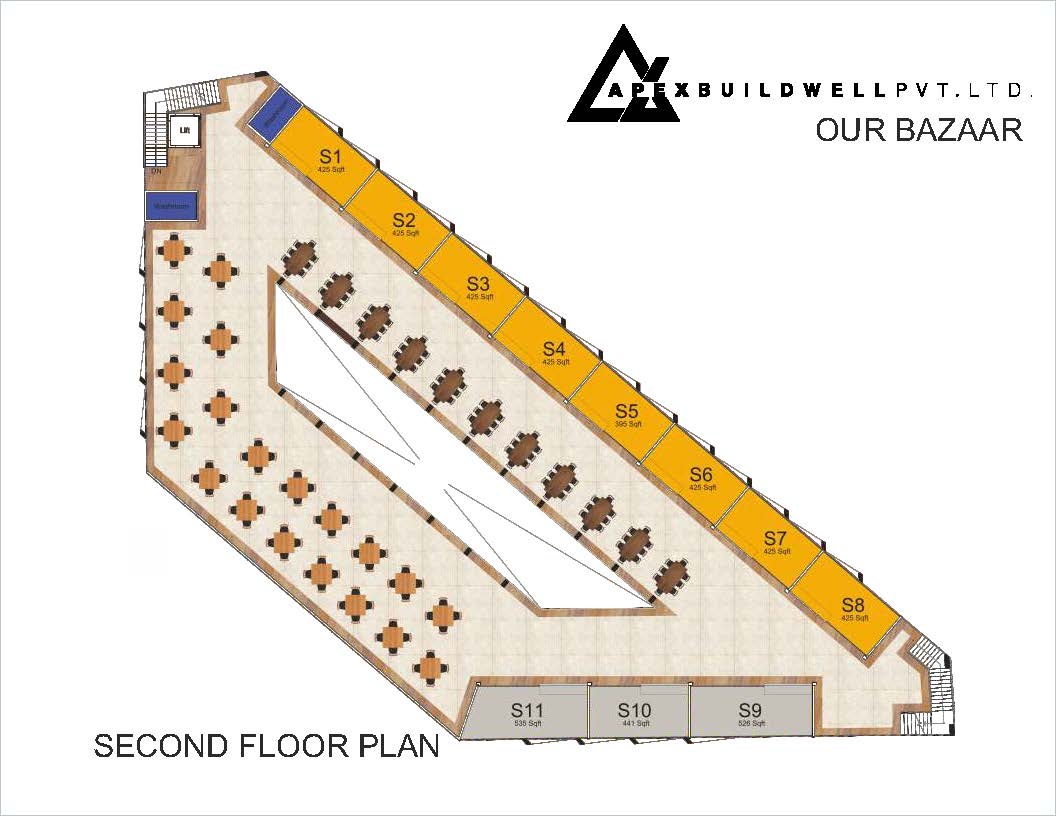 APEXBUILDWELLPVT.LTD.
OUR BAZAAR
Lift
DN
Washroom
Washroom
S1
425 Sqft
S2
425 Sqft
S3
425 Sqft
S4
425 Sqft
S5
395 Sqft
S6
425 Sqft
S7
425 Sqft
S8
425 Sqft
S11
535 Sqft
S10
441 Sqft
S9
526 Sqft
SECOND FLOOR PLAN